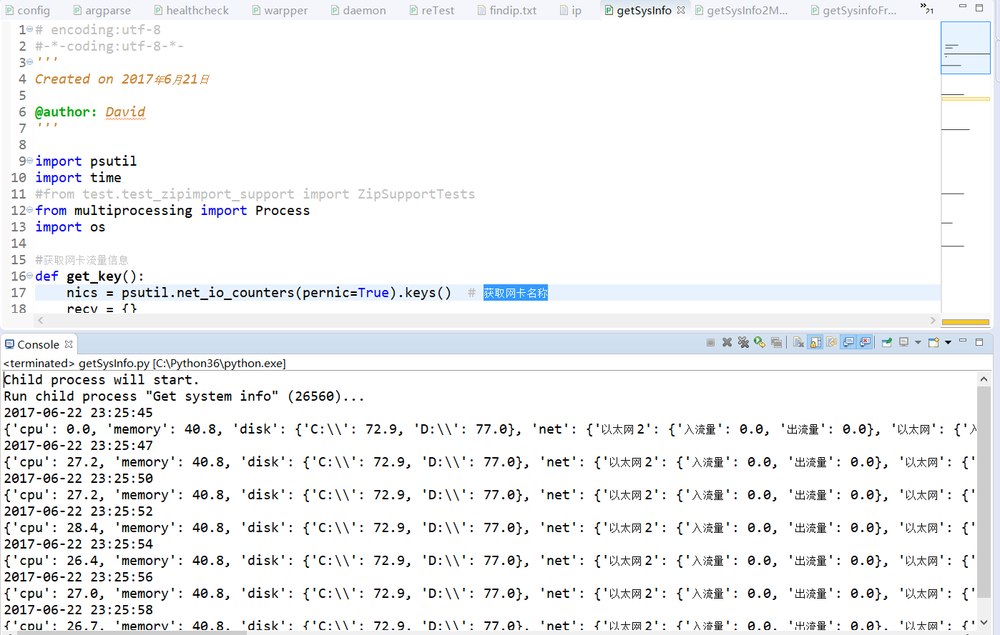 config argparse healthcheck warpper daemon reTest findip.txt ip getSysInfo getSysInfo2M... getSysinfoFr... »21
1 # encoding:utf-8
2 #-*-coding:utf-8-*-
3 '''
4 Created on 2017年6月21日
5
6 @author: David
7 '''
8
9 import psutil
10 import time
11 #from test.test_zipimport_support import ZipSupportTests
12 from multiprocessing import Process
13 import os
14
15 #获取网卡流量信息
16 def get_key():
17 nics = psutil.net_io_counters(pernic=True).keys() # 获取网卡名称
18 recv = {}
Console
<terminated> getSysInfo.py [C:\Python36\python.exe]
Child process will start.
Run child process "Get system info" (26560)...
2017-06-22 23:25:45
{'cpu': 0.0, 'memory': 40.8, 'disk': {'C:\\': 72.9, 'D:\\': 77.0}, 'net': {'以太网 2': {'入流量': 0.0, '出流量': 0.0}, '以太网': {'入
2017-06-22 23:25:47
{'cpu': 27.2, 'memory': 40.8, 'disk': {'C:\\': 72.9, 'D:\\': 77.0}, 'net': {'以太网 2': {'入流量': 0.0, '出流量': 0.0}, '以太网': {'
2017-06-22 23:25:50
{'cpu': 27.2, 'memory': 40.8, 'disk': {'C:\\': 72.9, 'D:\\': 77.0}, 'net': {'以太网 2': {'入流量': 0.0, '出流量': 0.0}, '以太网': {'
2017-06-22 23:25:52
{'cpu': 28.4, 'memory': 40.8, 'disk': {'C:\\': 72.9, 'D:\\': 77.0}, 'net': {'以太网 2': {'入流量': 0.0, '出流量': 0.0}, '以太网': {'
2017-06-22 23:25:54
{'cpu': 26.4, 'memory': 40.8, 'disk': {'C:\\': 72.9, 'D:\\': 77.0}, 'net': {'以太网 2': {'入流量': 0.0, '出流量': 0.0}, '以太网': {'
2017-06-22 23:25:56
{'cpu': 27.0, 'memory': 40.8, 'disk': {'C:\\': 72.9, 'D:\\': 77.0}, 'net': {'以太网 2': {'入流量': 0.0, '出流量': 0.0}, '以太网': {'
2017-06-22 23:25:58
{'cpu': 26.7, 'memory': 40.8, 'disk': {'C:\\': 72.9, 'D:\\': 77.0}, 'net': {'以太网 2': {'入流量': 0.0, '出流量': 0.0}, '以太网': {'